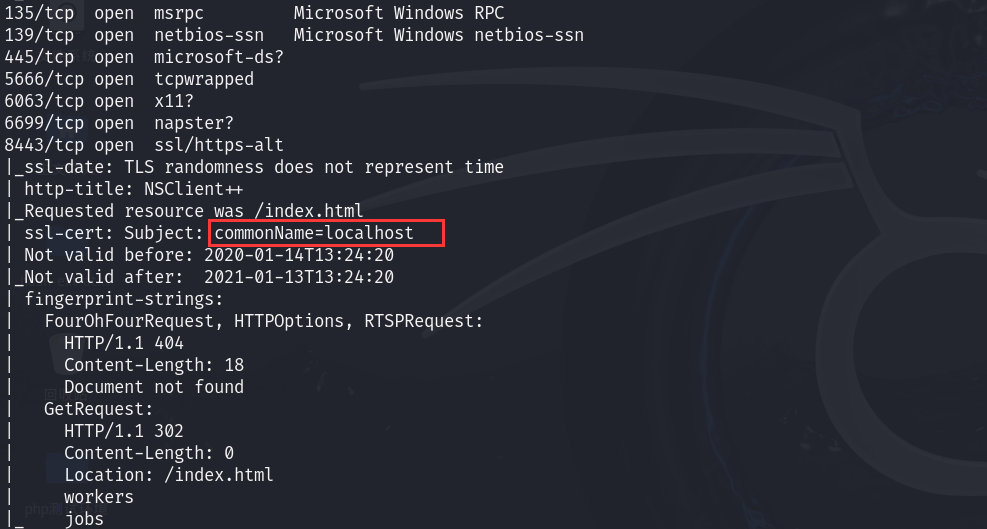 135/tcp  open  msrpc         Microsoft Windows RPC
139/tcp  open  netbios-ssn   Microsoft Windows netbios-ssn
445/tcp  open  microsoft-ds?
5666/tcp open  tcpwrapped
6063/tcp open  x11?
6699/tcp open  napster?
8443/tcp open  ssl/https-alt
|_ssl-date: TLS randomness does not represent time
| http-title: NSClient++
|_Requested resource was /index.html
| ssl-cert: Subject: commonName=localhost
| Not valid before: 2020-01-14T13:24:20
|_Not valid after:  2021-01-13T13:24:20
| fingerprint-strings:
|   FourOhFourRequest, HTTPOptions, RTSPRequest:
|     HTTP/1.1 404
|     Content-Length: 18
|     Document not found
|   GetRequest:
|     HTTP/1.1 302
|     Content-Length: 0
|     Location: /index.html
|     workers
|_    jobs